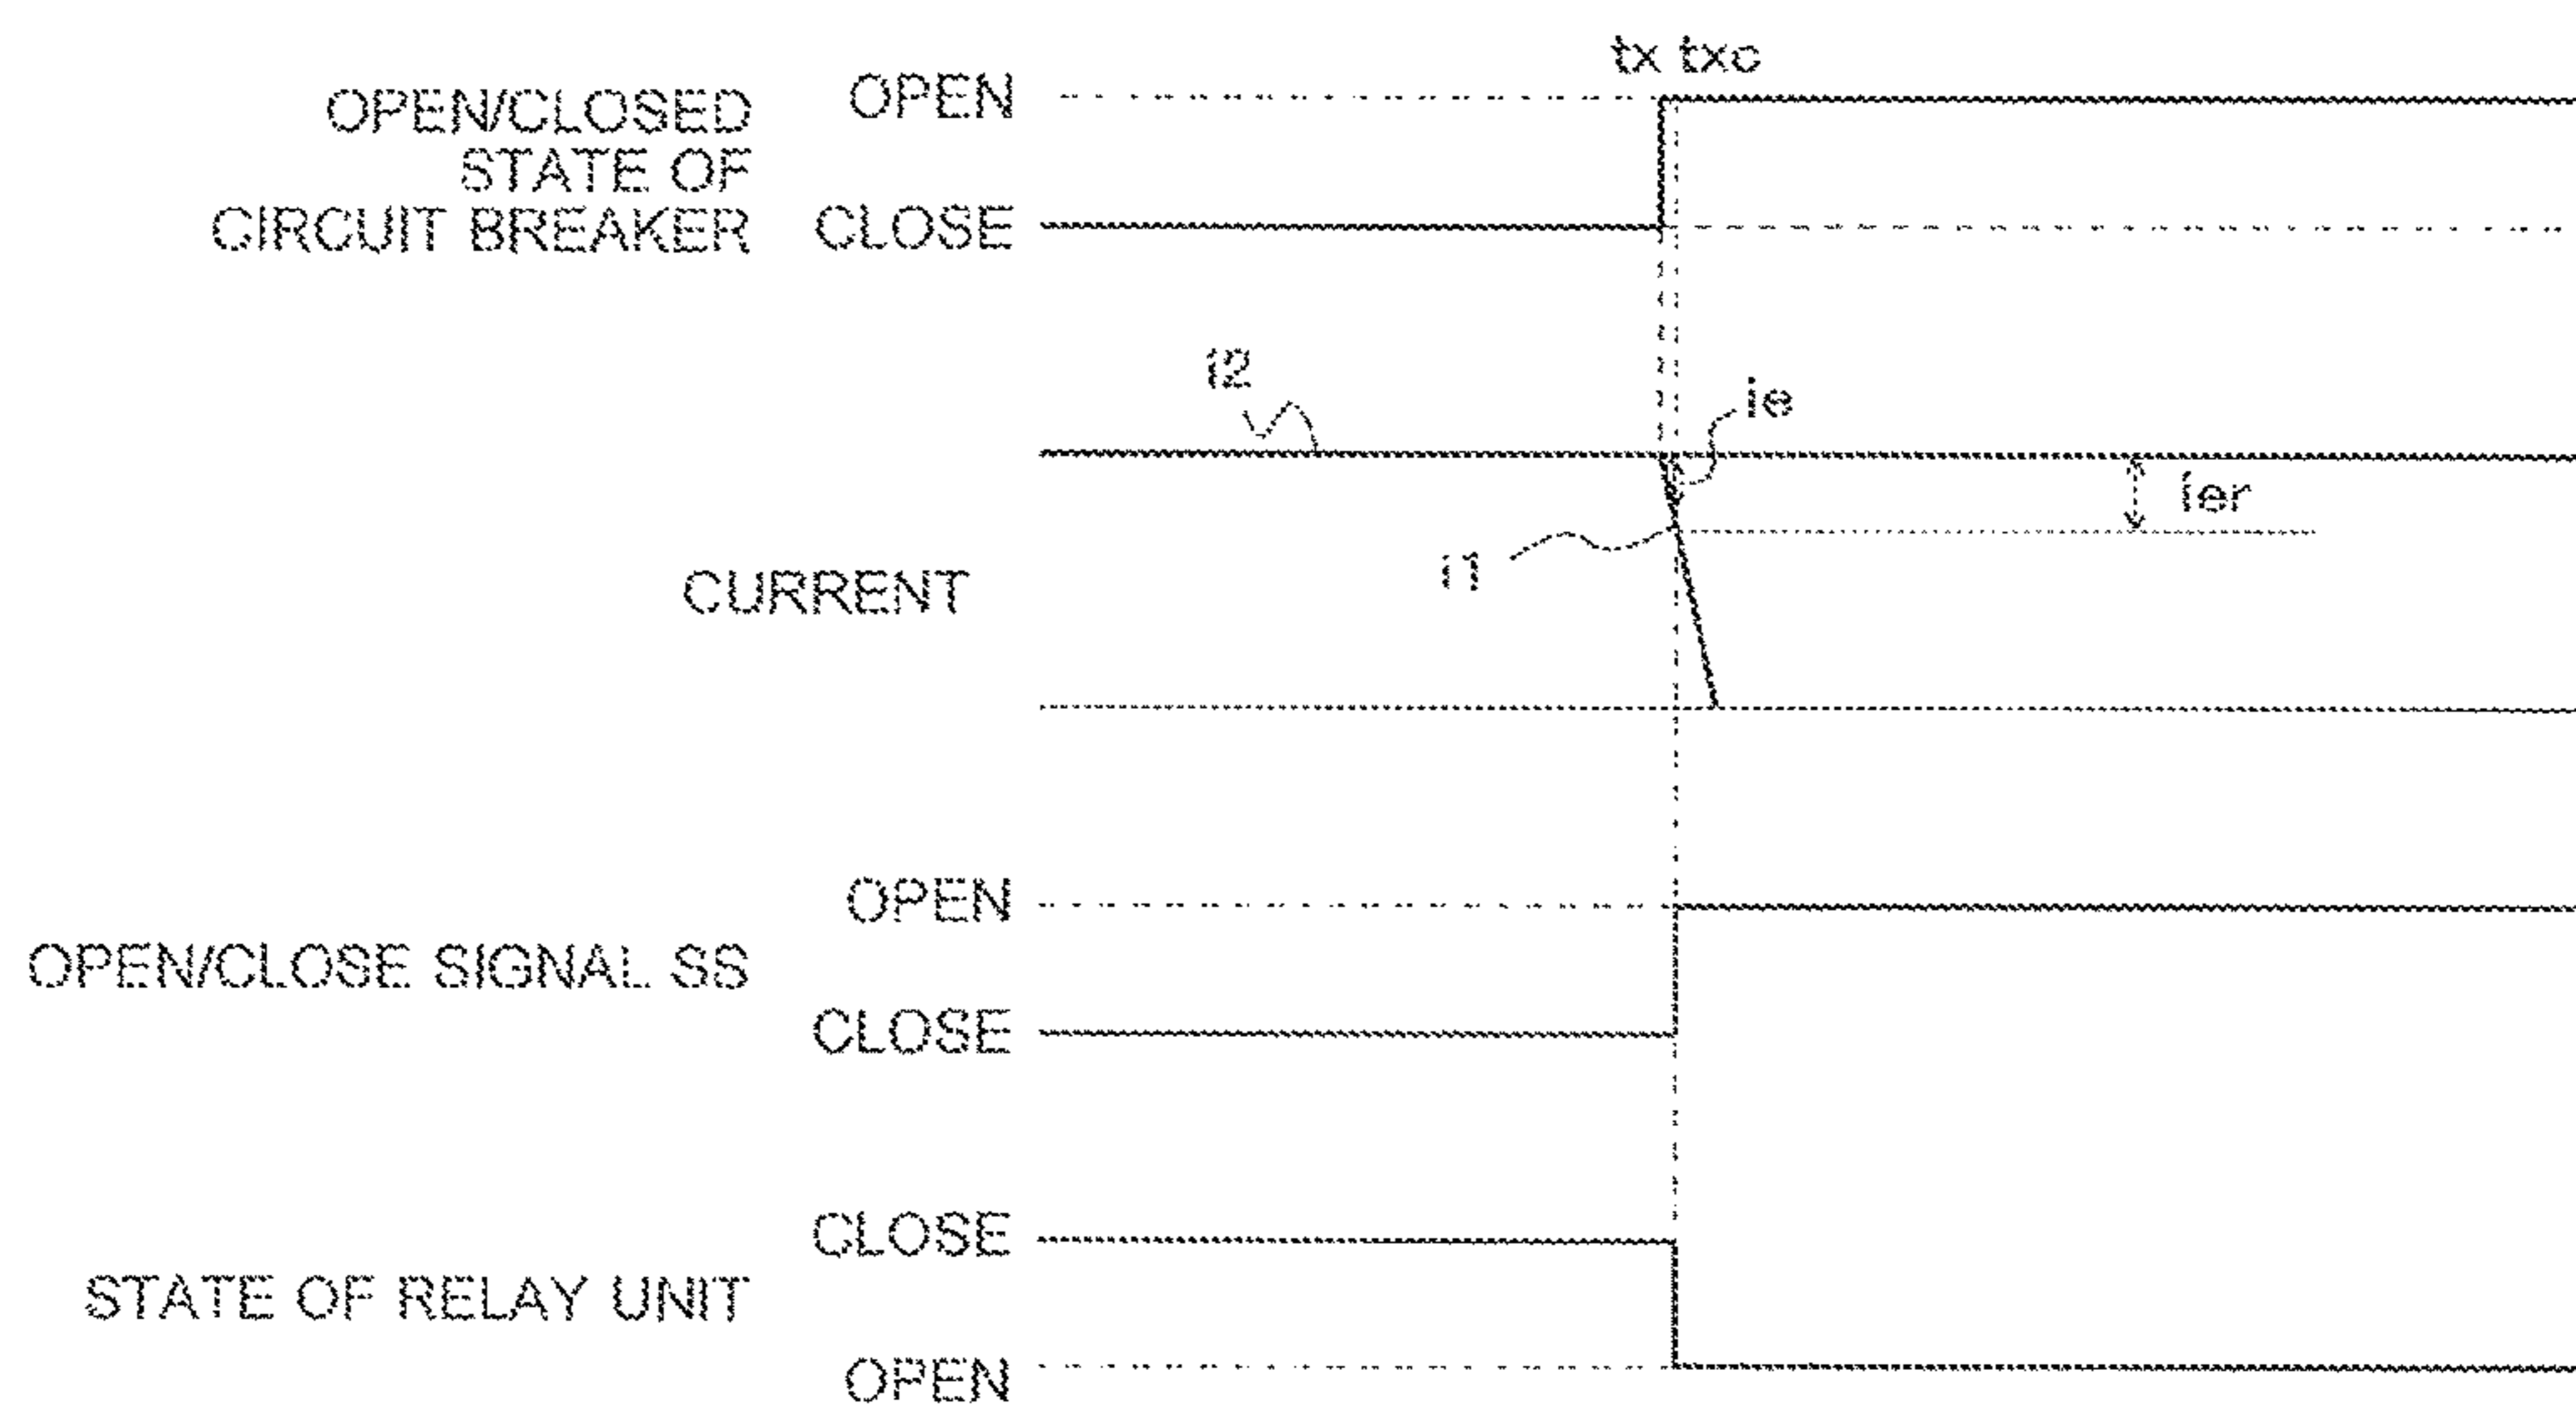 tx txc
OPEN/CLOSED
STATE OF
CIRCUIT BREAKER
OPEN
CLOSE
i2
ie
ier
i1
CURRENT
OPEN
OPEN/CLOSE SIGNAL SS
CLOSE
CLOSE
STATE OF RELAY UNIT
OPEN